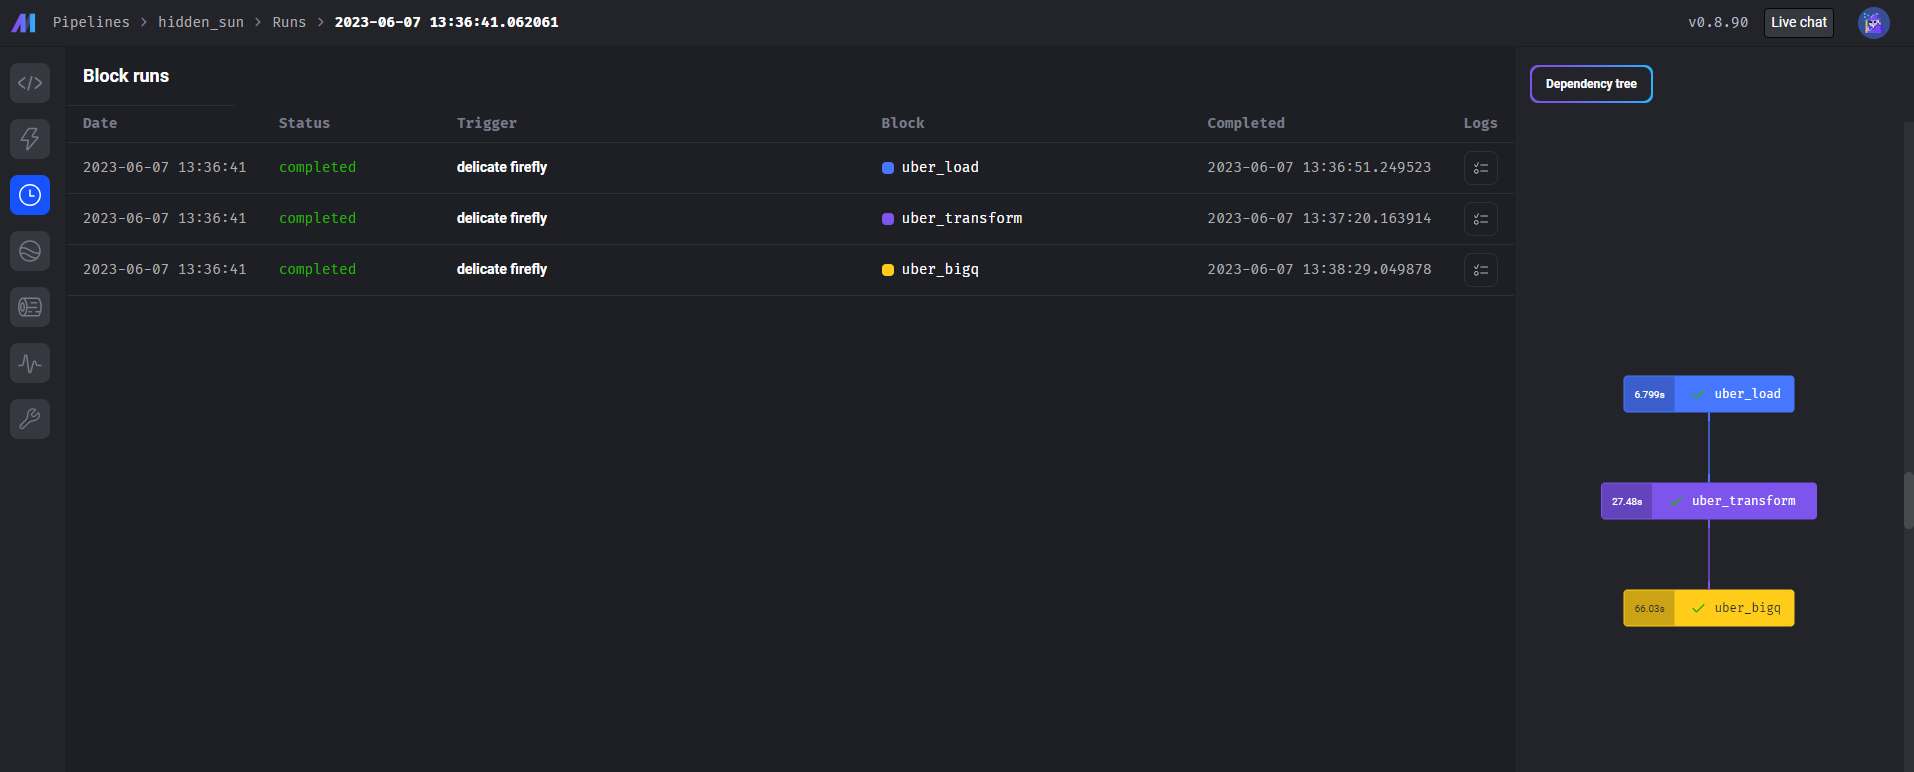 Pipelines > hidden_sun > Runs > 2023-06-07 13:36:41.062061
v0.8.90 Live chat
Block runs
Dependency tree
Date Status Trigger Block Completed Logs
2023-06-07 13:36:41 completed delicate firefly uber_load 2023-06-07 13:36:51.249523
2023-06-07 13:36:41 completed delicate firefly uber_transform 2023-06-07 13:37:20.163914
2023-06-07 13:36:41 completed delicate firefly uber_bigq 2023-06-07 13:38:29.049878
6.799s uber_load
27.48s uber_transform
66.03s uber_bigq